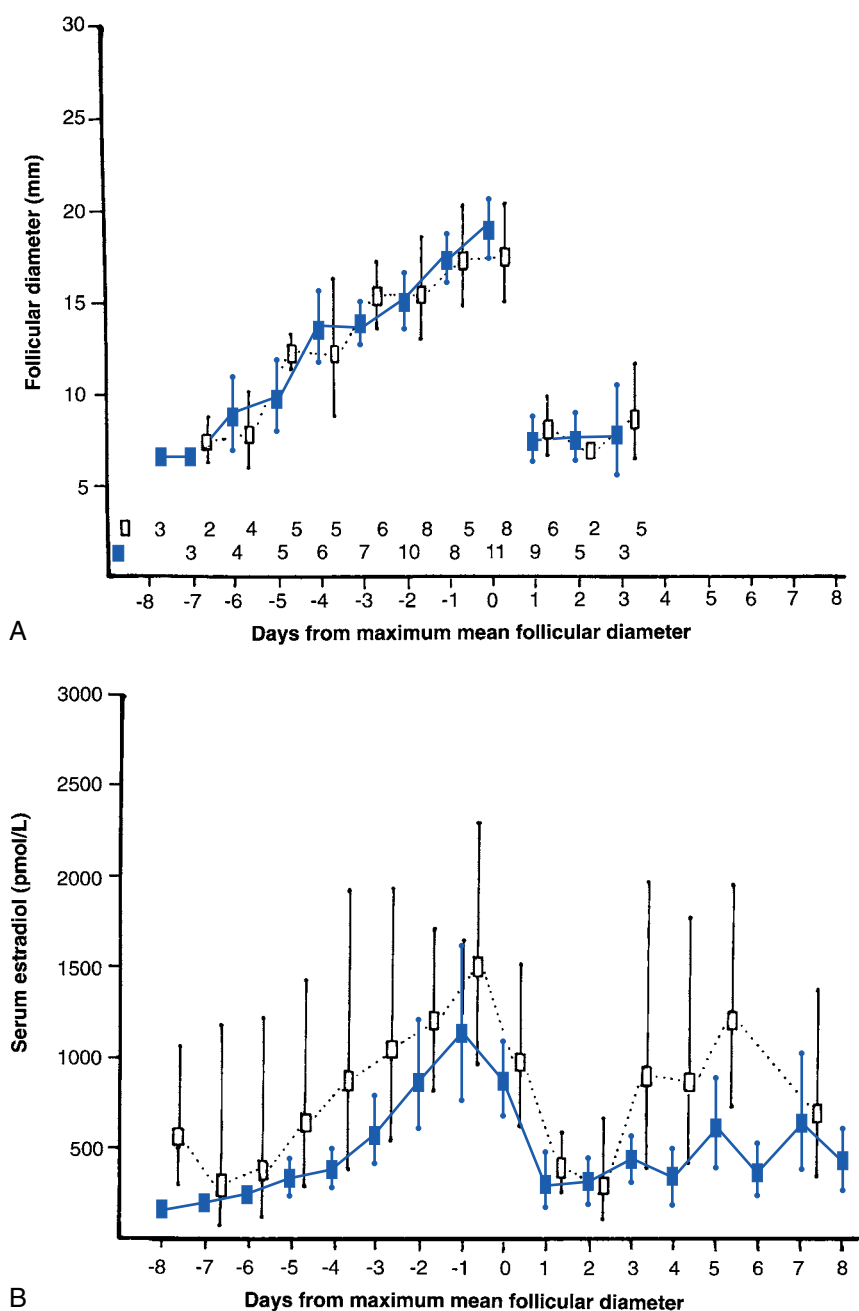 30
25
20
15
10
5
Follicular diameter (mm)
3 2 4 5 5 6 8 5 8 6 2 5
3 4 5 6 7 10 8 11 9 5 3
-8 -7 -6 -5 -4 -3 -2 -1 0 1 2 3 4 5 6 7 8
A
Days from maximum mean follicular diameter
3000
2500
2000
1500
1000
500
Serum estradiol (pmol/L)
-8 -7 -6 -5 -4 -3 -2 -1 0 1 2 3 4 5 6 7 8
B
Days from maximum mean follicular diameter